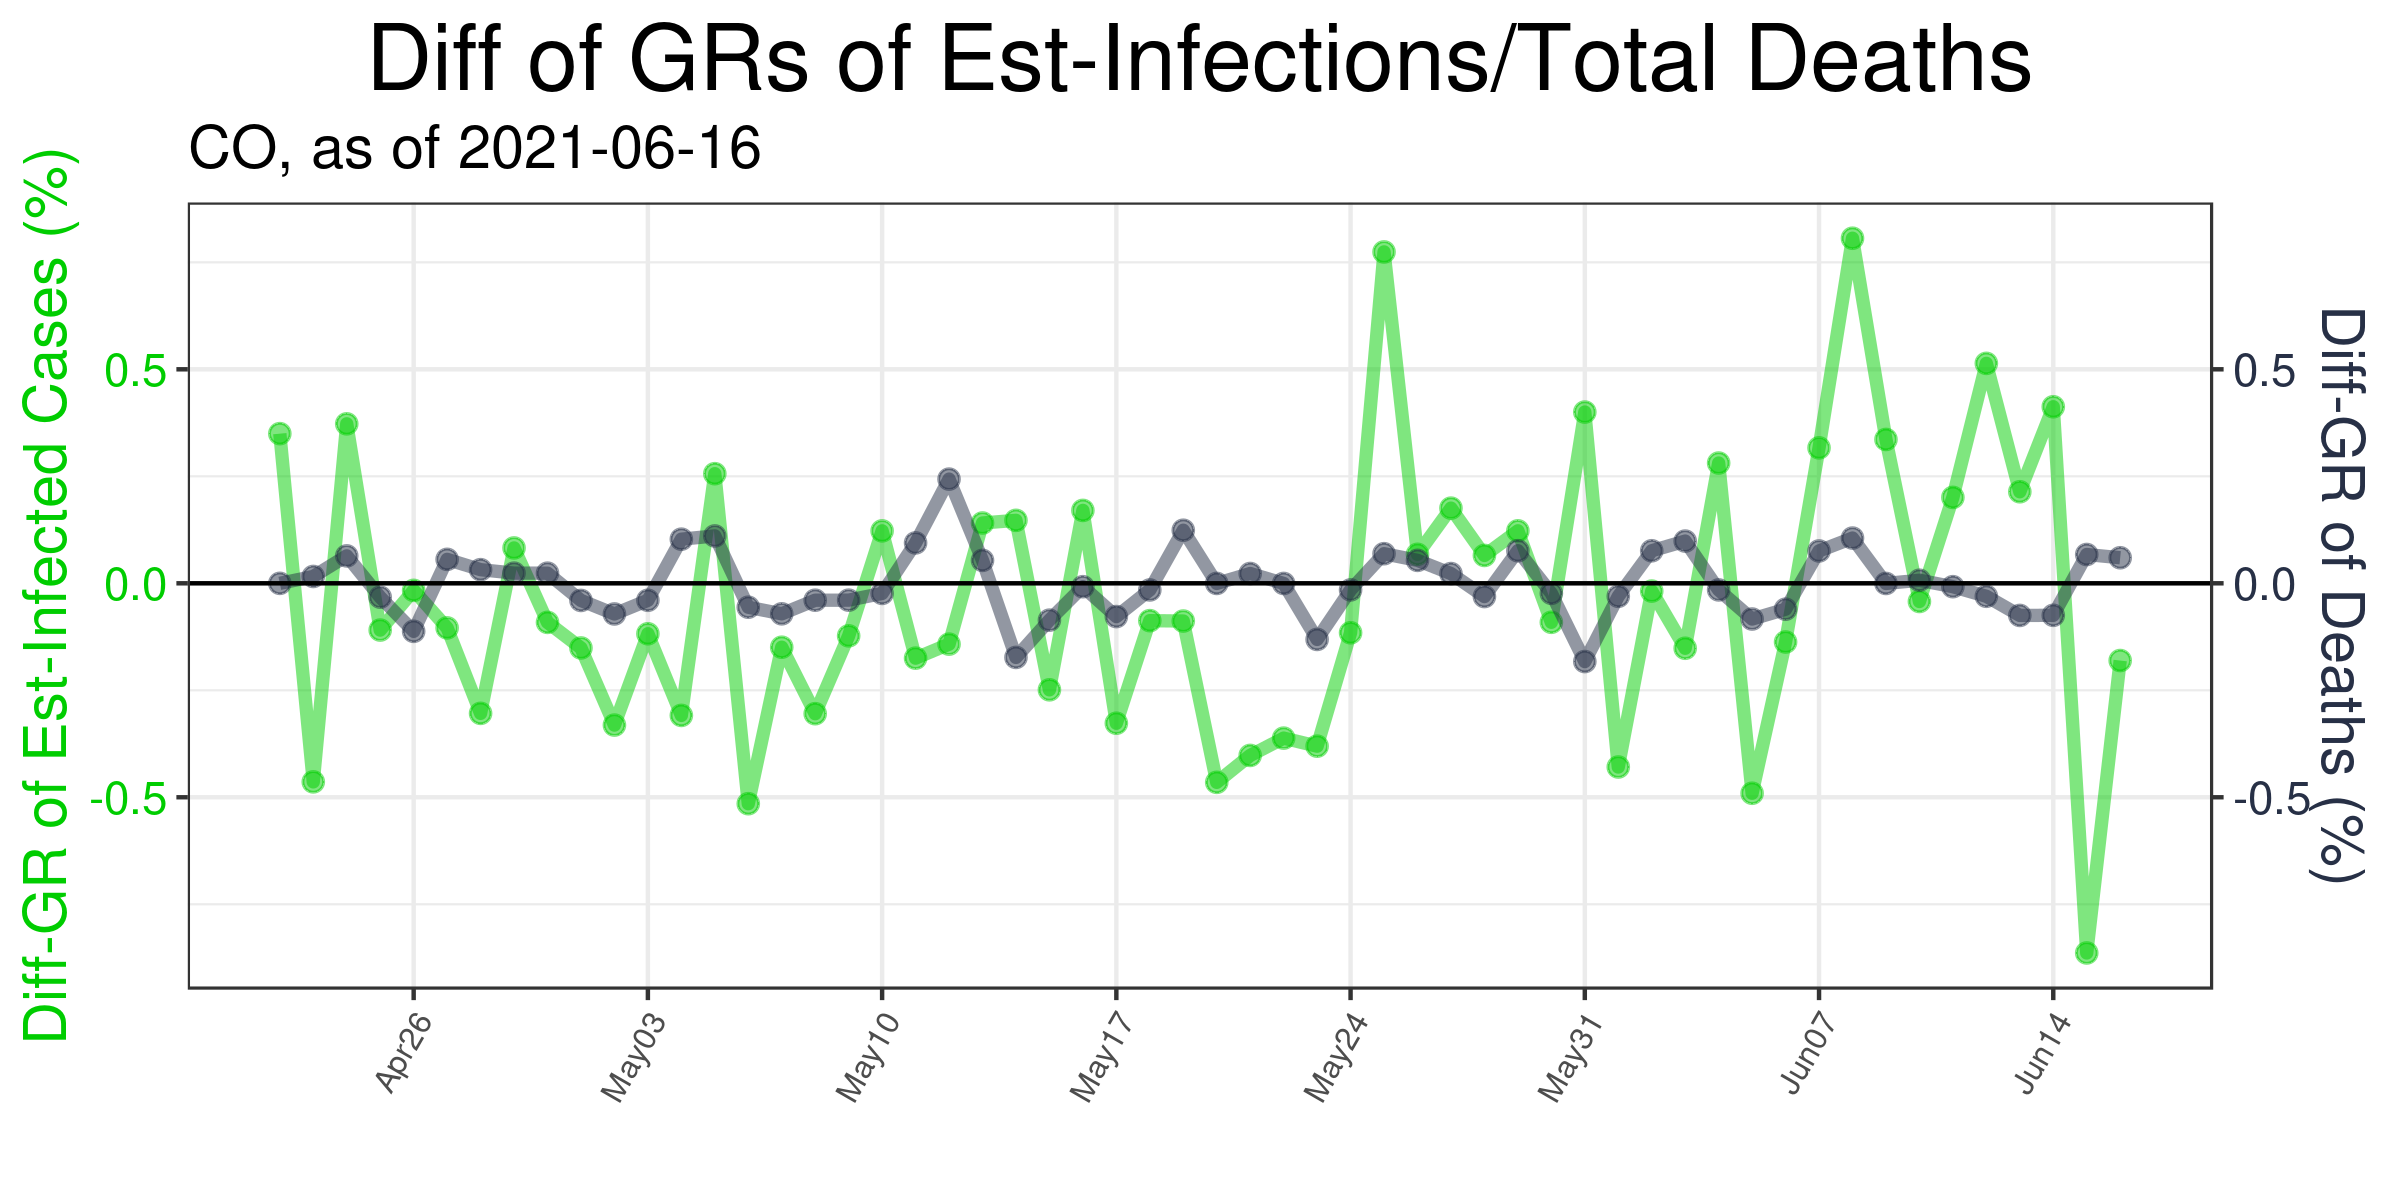 Diff of GRs of Est-Infections/Total Deaths
CO, as of 2021-06-16
Diff-GR of Est-Infected Cases (%)
0.5
0.0
-0.5
0.5
0.0
-0.5
Diff-GR of Deaths (%)
Apr26
May03
May10
May17
May24
May31
Jun07
Jun14